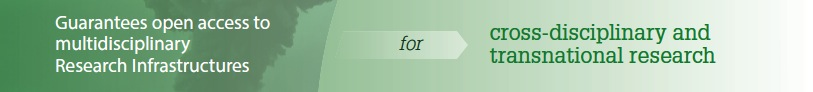 Guarantees open access to
multidisciplinary
Research Infrastructures
for
cross-disciplinary and
transnational research